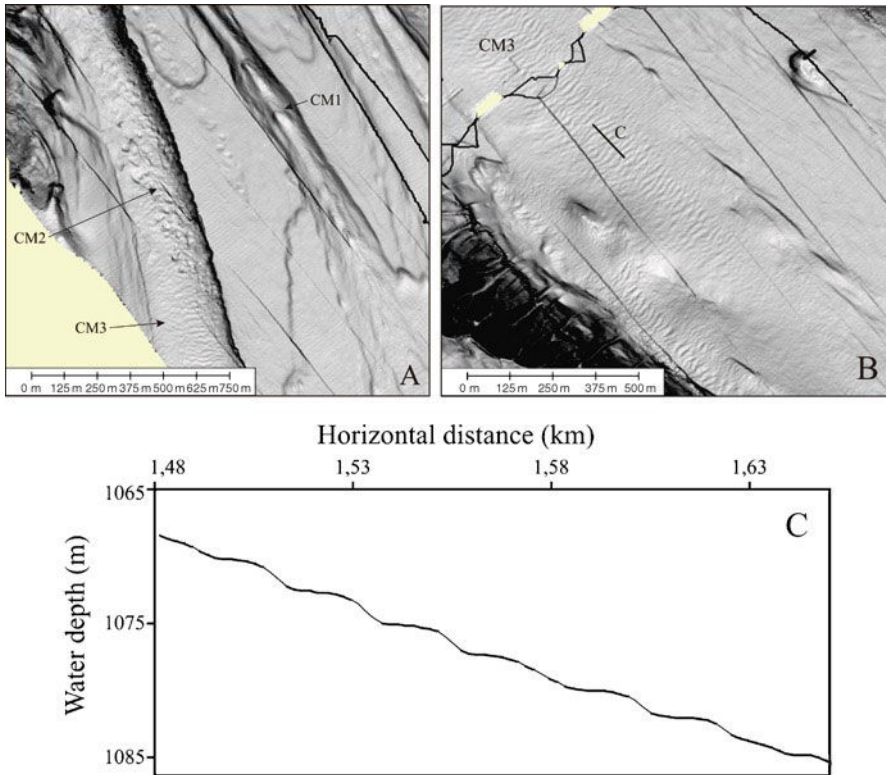 CM1
CM2
CM3
A
0 m 125 m 250 m 375 m 500 m 625 m 750 m
CM3
C
B
0 m 125 m 250 m 375 m 500 m
Horizontal distance (km)
1,48 1,53 1,58 1,63
1065
C
1075
Water depth (m)
1085